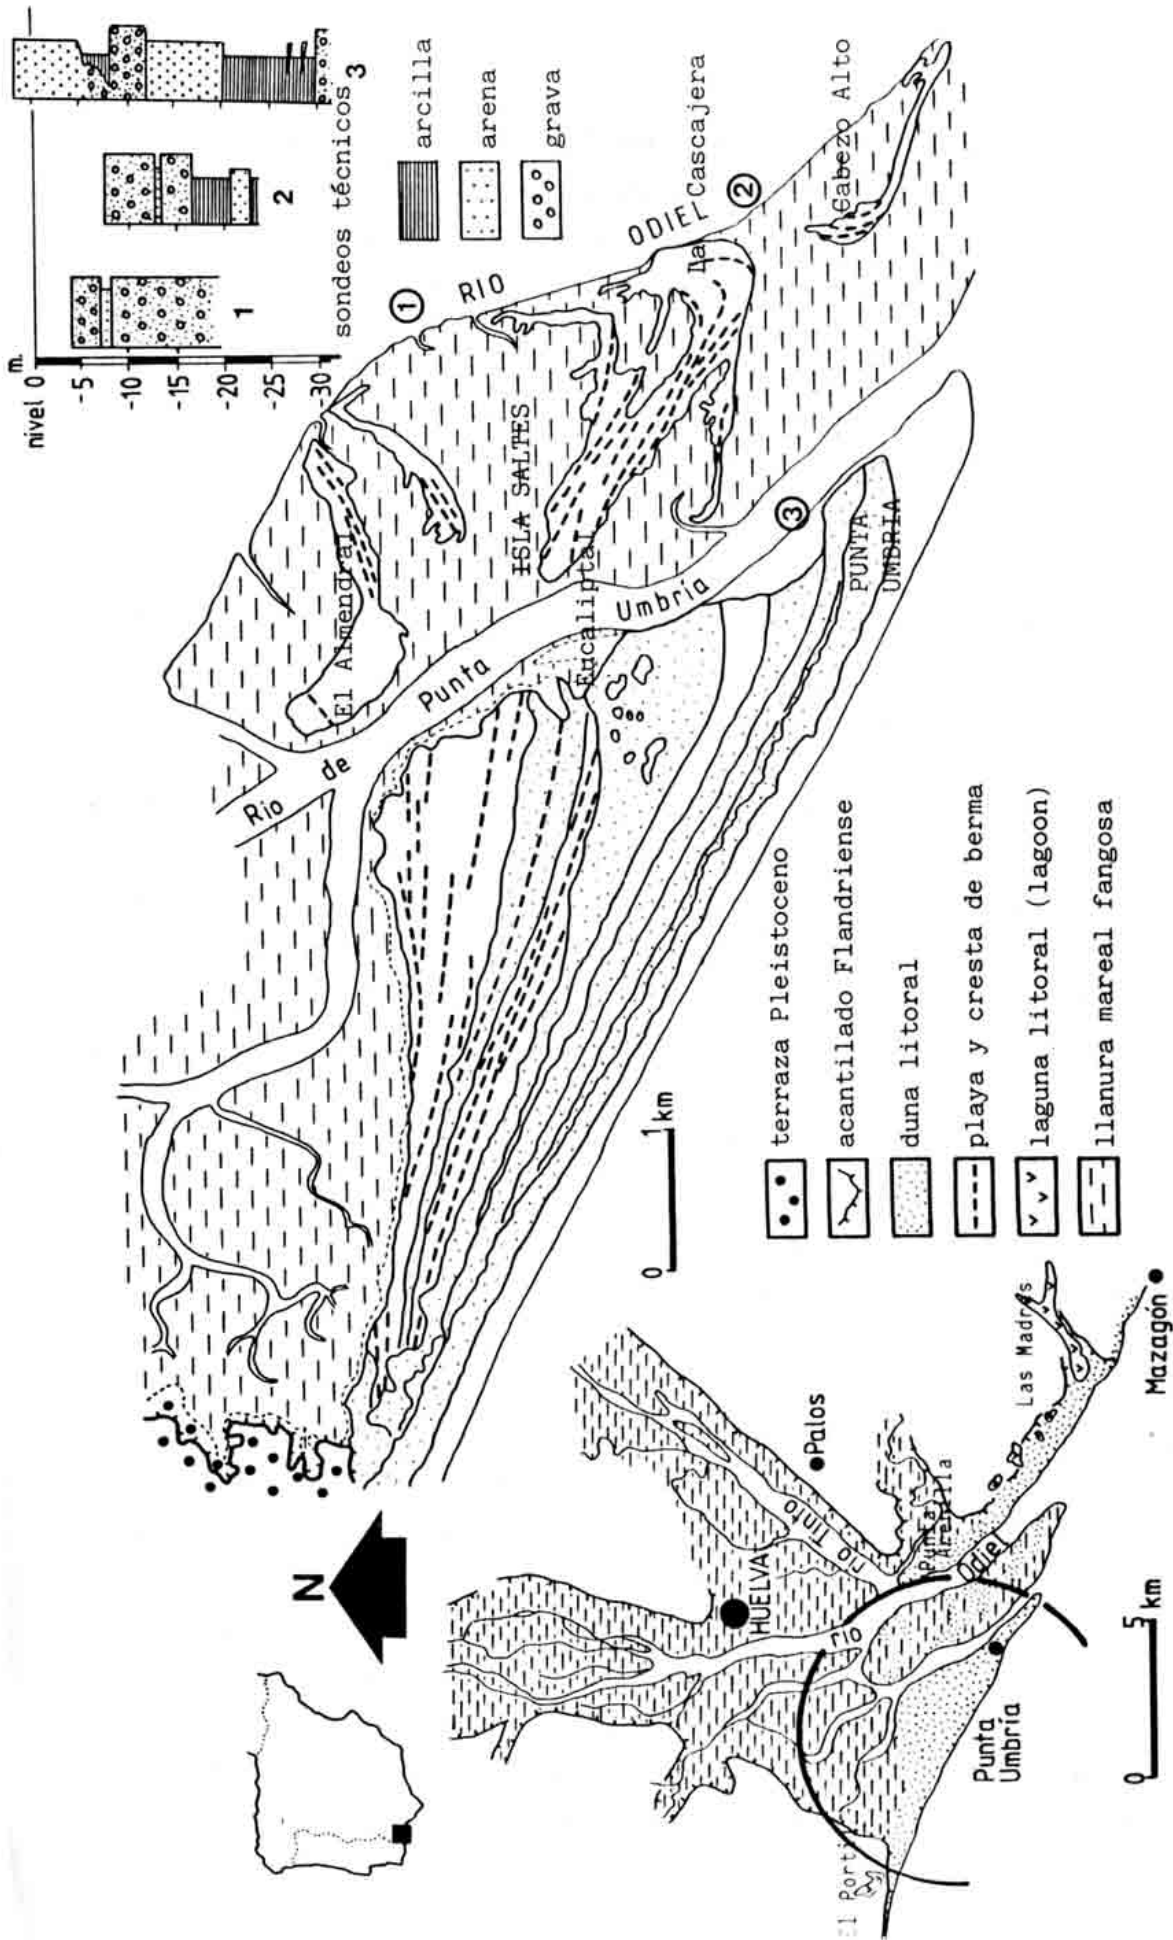 m.
nivel 0
-5
-10
-15
-20
-25
-30
1
2
3
sondeos técnicos
arcilla
arena
grava
N
Rio de Punta Umbría
El Almendral
ISLA SALTES
RIO ODIEL
La Cascajera
Cabezo Alto
Eucaliptal
PUNTA
UMBRIA
1
2
3
0 1 km
terraza Pleistoceno
acantilado Flandriense
duna litoral
playa y cresta de berma
laguna litoral (lagoon)
llanura mareal fangosa
HUELVA
rio Tinto
Palos
Punta
Arenilla
rio Odiel
Las Madres
Mazagón
Punta
Umbría
El Porti
0 5 km